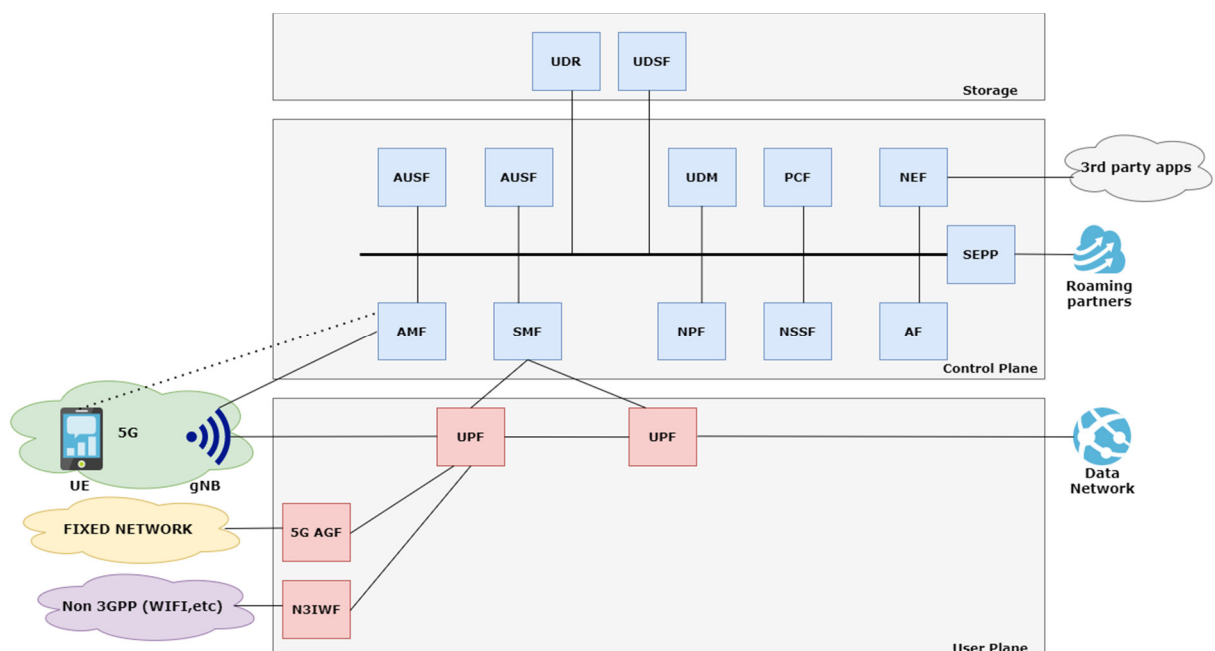 UDR
UDSF
Storage
AUSF
AUSF
UDM
PCF
NEF
3rd party apps
SEPP
Roaming
partners
AMF
SMF
NPF
NSSF
AF
Control Plane
5G
UPF
UPF
UE
gNB
Data
Network
FIXED NETWORK
5G AGF
Non 3GPP (WIFI,etc)
N3IWF
User Plane